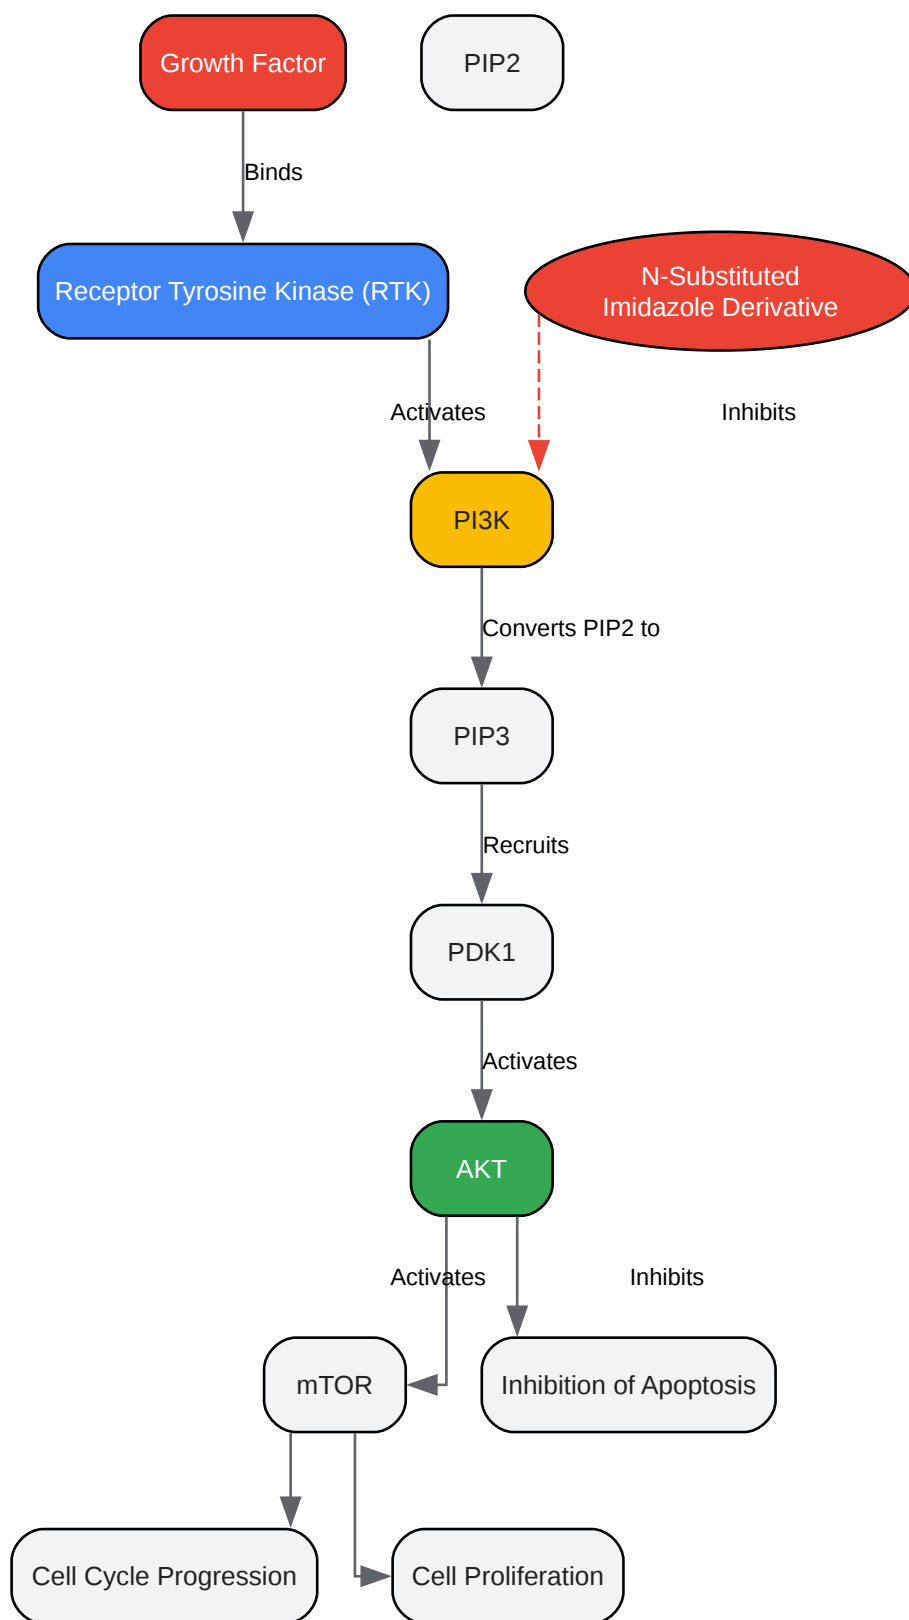 Growth Factor
PIP2
Binds
Receptor Tyrosine Kinase (RTK)
N-Substituted
Imidazole Derivative
Activates
Inhibits
PI3K
Converts PIP2 to
PIP3
Recruits
PDK1
Activates
AKT
Activates
Inhibits
mTOR
Inhibition of Apoptosis
Cell Cycle Progression
Cell Proliferation